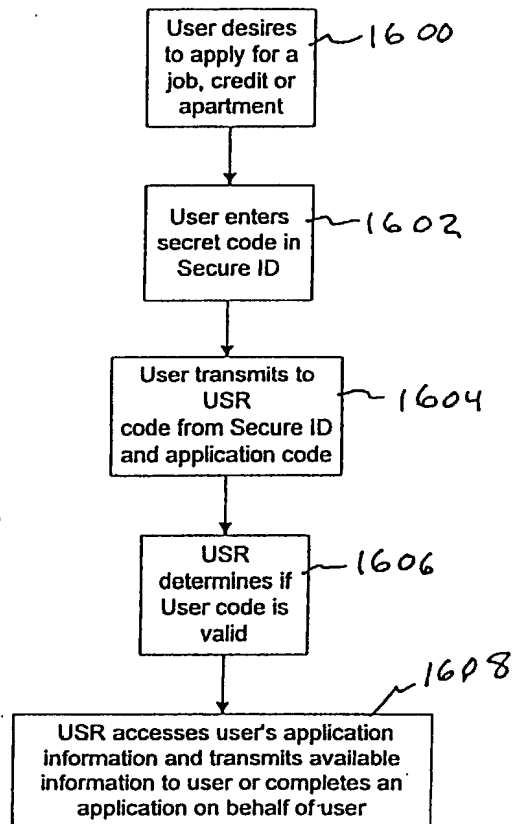 User desires
to apply for a
job, credit or
apartment
1600
User enters
secret code in
Secure ID
1602
User transmits to
USR
code from Secure ID
and application code
1604
USR
determines if
User code is
valid
1606
1608
USR accesses user's application
information and transmits available
information to user or completes an
application on behalf of user